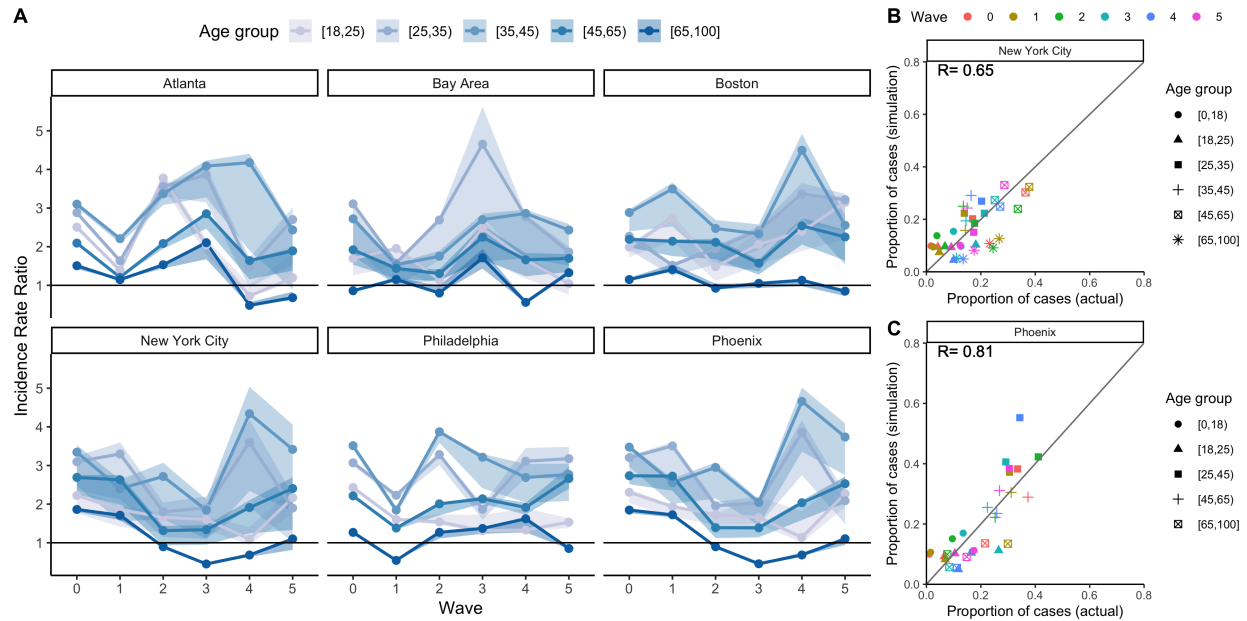 A
Age group [18,25) [25,35) [35,45) [45,65) [65,100]
Atlanta Bay Area Boston
5
4
3
2
1
New York City Philadelphia Phoenix
5
4
3
2
1
0 1 2 3 4 5 0 1 2 3 4 5 0 1 2 3 4 5
Wave
Incidence Rate Ratio
B
Wave 0 1 2 3 4 5
New York City
R= 0.65
0.8
0.6
0.4
0.2
0.0
0.0 0.2 0.4 0.6 0.8
Proportion of cases (actual)
Proportion of cases (simulation)
Age group
[0,18)
[18,25)
[25,35)
[35,45)
[45,65)
[65,100]
C
Phoenix
R= 0.81
0.8
0.6
0.4
0.2
0.0
0.0 0.2 0.4 0.6 0.8
Proportion of cases (actual)
Proportion of cases (simulation)
Age group
[0,18)
[18,25)
[25,45)
[45,65)
[65,100]